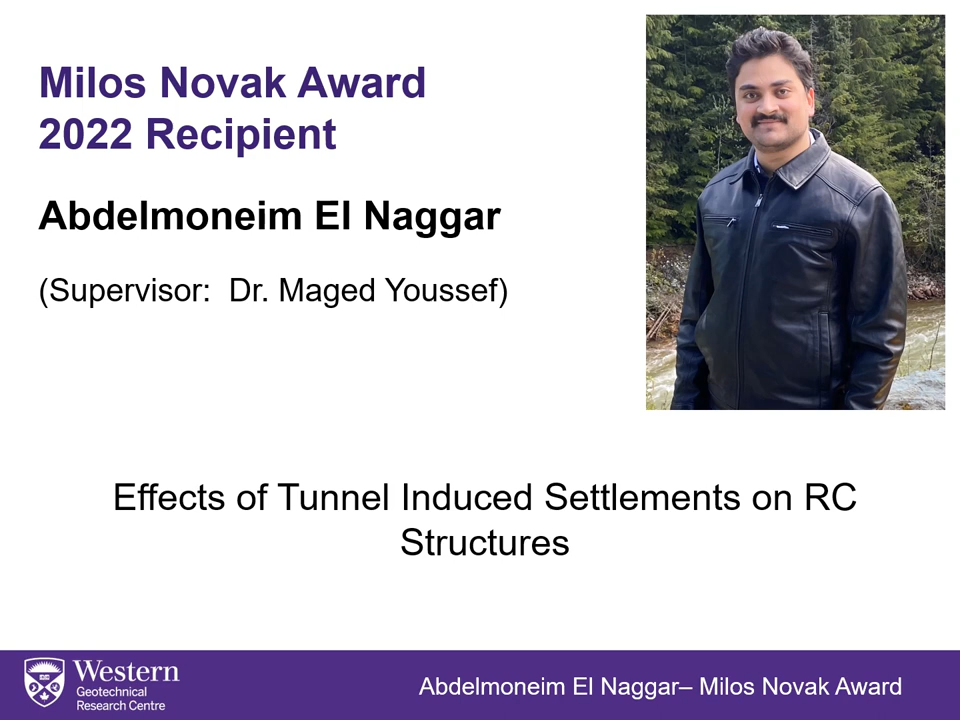 Milos Novak Award
2022 Recipient
Abdelmoneim El Naggar
(Supervisor:  Dr. Maged Youssef)
Effects of Tunnel Induced Settlements on RC
Structures
Western
Geotechnical
Research Centre
Abdelmoneim El Naggar– Milos Novak Award